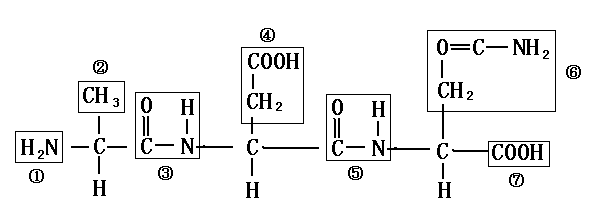 ④
COOH
O=C-NH₂
⑥
②
CH₃
O
H
CH₂
O
H
CH₂
H₂N-C-C-N-C-C-N-C-COOH
①
③
⑤
⑦
H
H
H